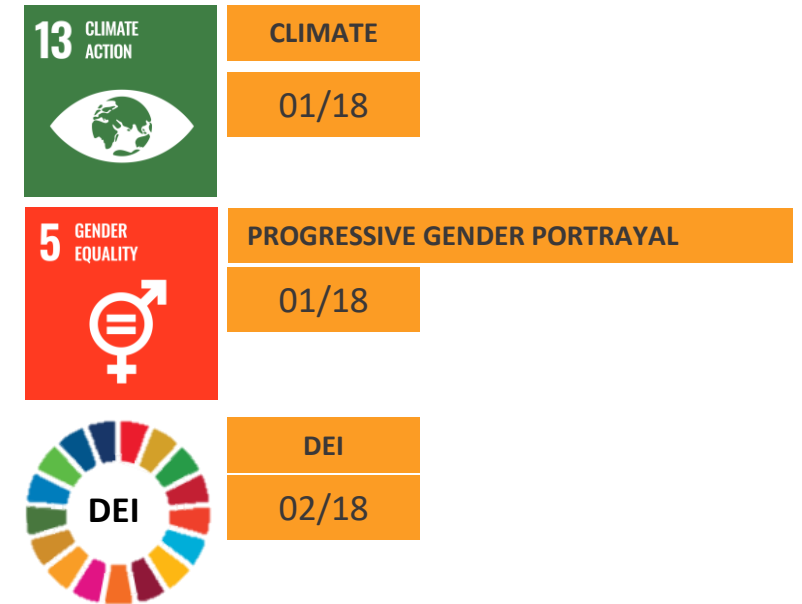 13 CLIMATE
ACTION
CLIMATE
01/18
5 GENDER
EQUALITY
PROGRESSIVE GENDER PORTRAYAL
01/18
DEI
DEI
02/18